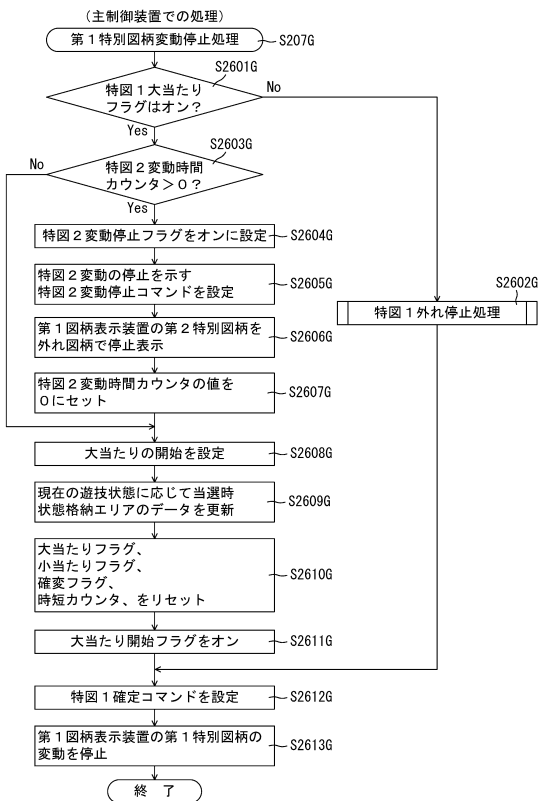 （主制御装置での処理）
第１特別図柄変動停止処理
S207G
S2601G
特図１大当たり
フラグはオン？
No
Yes
S2603G
特図２変動時間
カウンタ＞０？
No
Yes
特図２変動停止フラグをオンに設定
S2604G
特図２変動の停止を示す
特図２変動停止コマンドを設定
S2605G
S2602G
特図１外れ停止処理
第１図柄表示装置の第２特別図柄を
外れ図柄で停止表示
S2606G
特図２変動時間カウンタの値を
０にセット
S2607G
大当たりの開始を設定
S2608G
現在の遊技状態に応じて当選時
状態格納エリアのデータを更新
S2609G
大当たりフラグ、
小当たりフラグ、
確変フラグ、
時短カウンタ、をリセット
S2610G
大当たり開始フラグをオン
S2611G
特図１確定コマンドを設定
S2612G
第１図柄表示装置の第１特別図柄の
変動を停止
S2613G
終　了